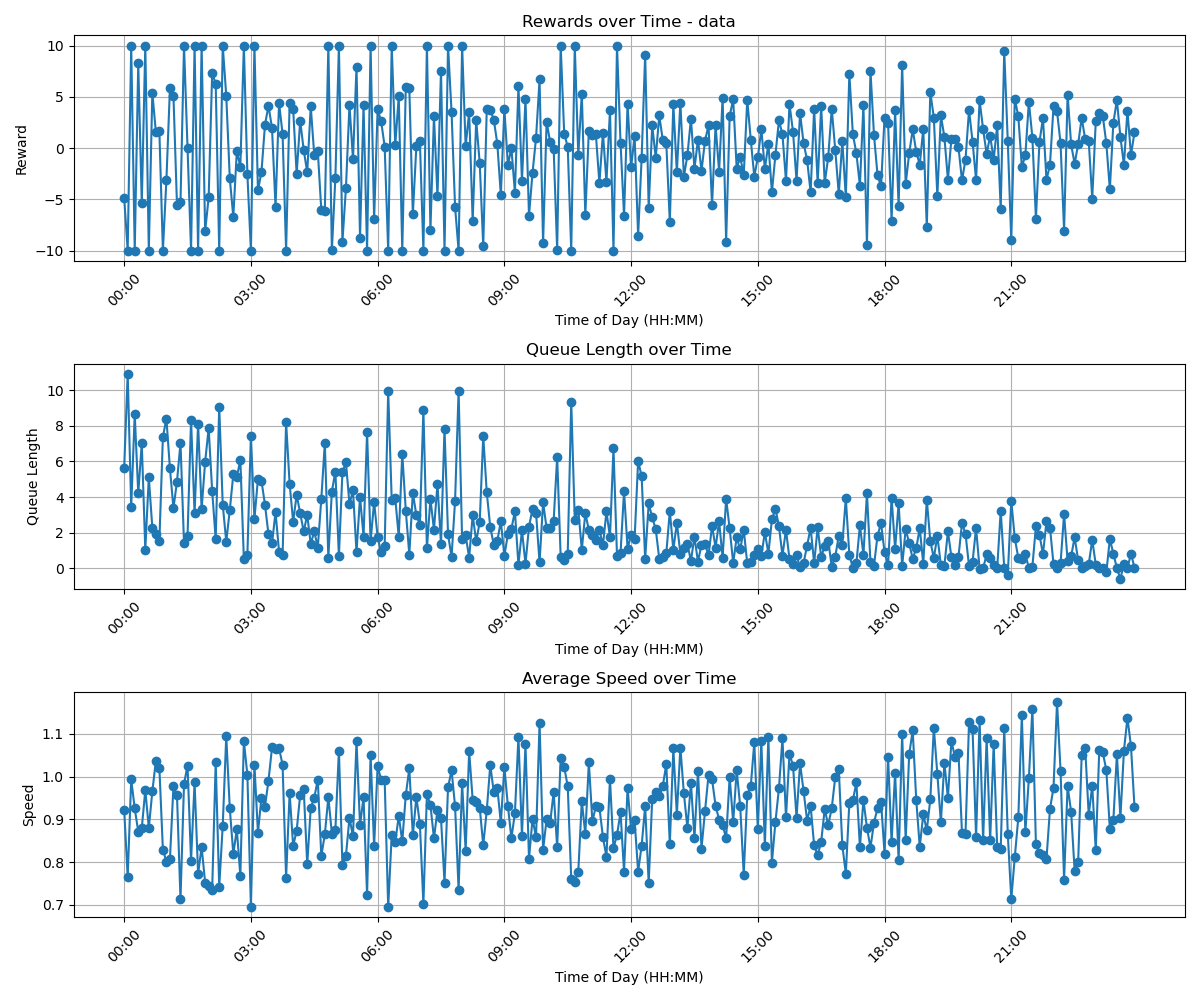 Rewards over Time - data
10
5
0
−5
−10
Reward
00:00 03:00 06:00 09:00 12:00 15:00 18:00 21:00
Time of Day (HH:MM)
Queue Length over Time
10
8
6
4
2
0
Queue Length
00:00 03:00 06:00 09:00 12:00 15:00 18:00 21:00
Time of Day (HH:MM)
Average Speed over Time
1.1
1.0
0.9
0.8
0.7
Speed
00:00 03:00 06:00 09:00 12:00 15:00 18:00 21:00
Time of Day (HH:MM)